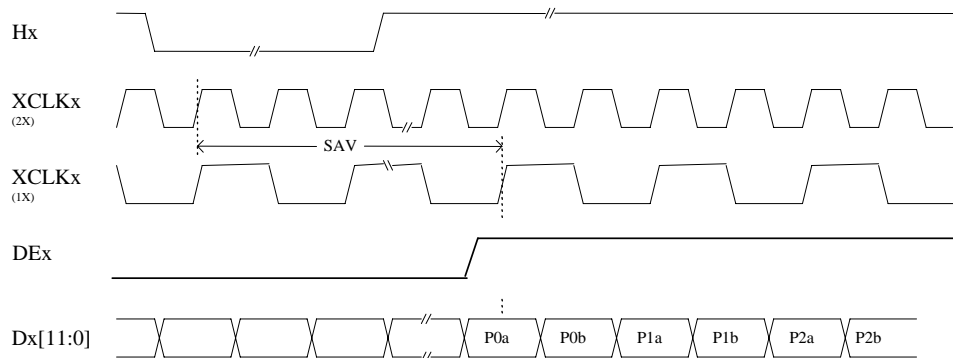 Hx
XCLKx
(2X)
SAV
XCLKx
(1X)
DEx
Dx[11:0] P0a P0b P1a P1b P2a P2b